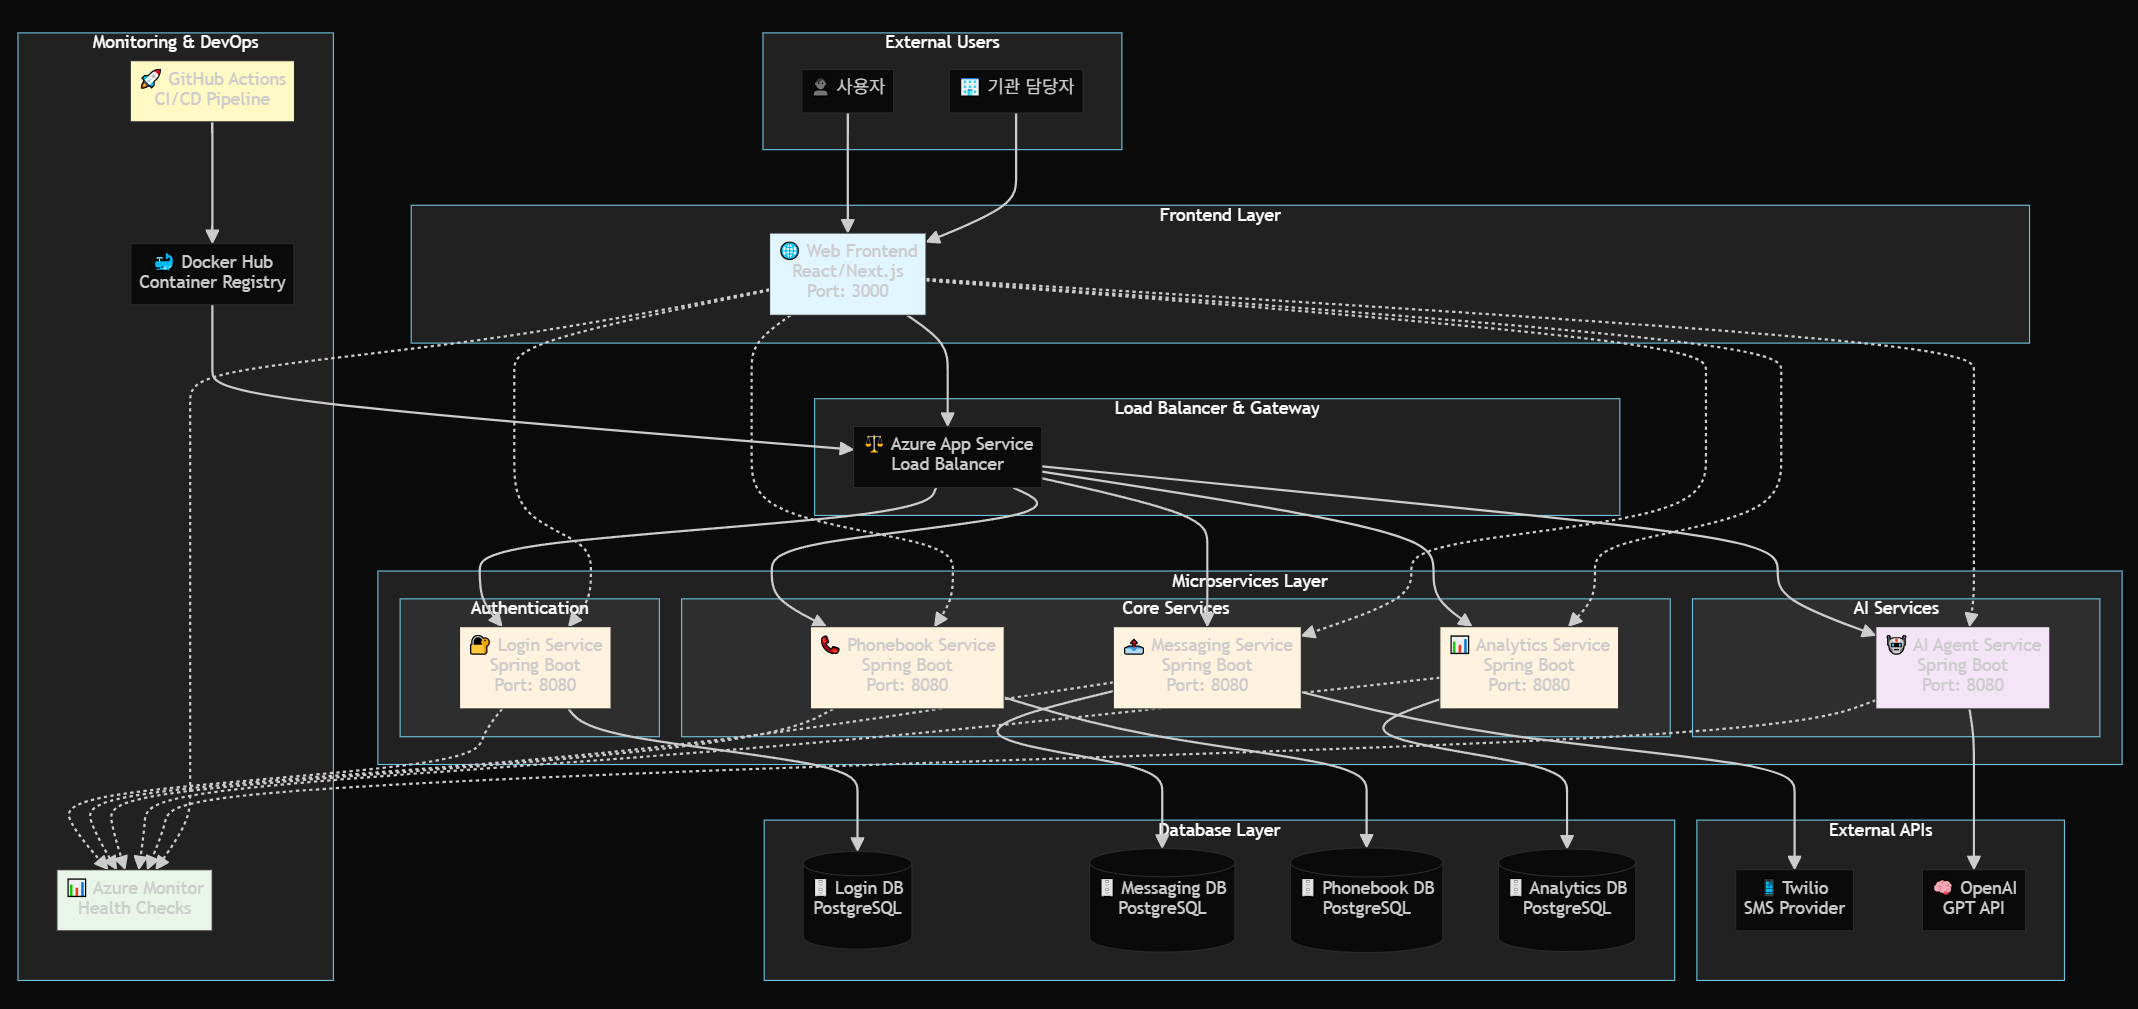 Monitoring & DevOps
GitHub Actions
CI/CD Pipeline
Docker Hub
Container Registry
Azure Monitor
Health Checks
External Users
사용자
기관 담당자
Frontend Layer
Web Frontend
React/Next.js
Port: 3000
Load Balancer & Gateway
Azure App Service
Load Balancer
Microservices Layer
Authentication
Login Service
Spring Boot
Port: 8080
Core Services
Phonebook Service
Spring Boot
Port: 8080
Messaging Service
Spring Boot
Port: 8080
Analytics Service
Spring Boot
Port: 8080
AI Services
AI Agent Service
Spring Boot
Port: 8080
Database Layer
Login DB
PostgreSQL
Messaging DB
PostgreSQL
Phonebook DB
PostgreSQL
Analytics DB
PostgreSQL
External APIs
Twilio
SMS Provider
OpenAI
GPT API